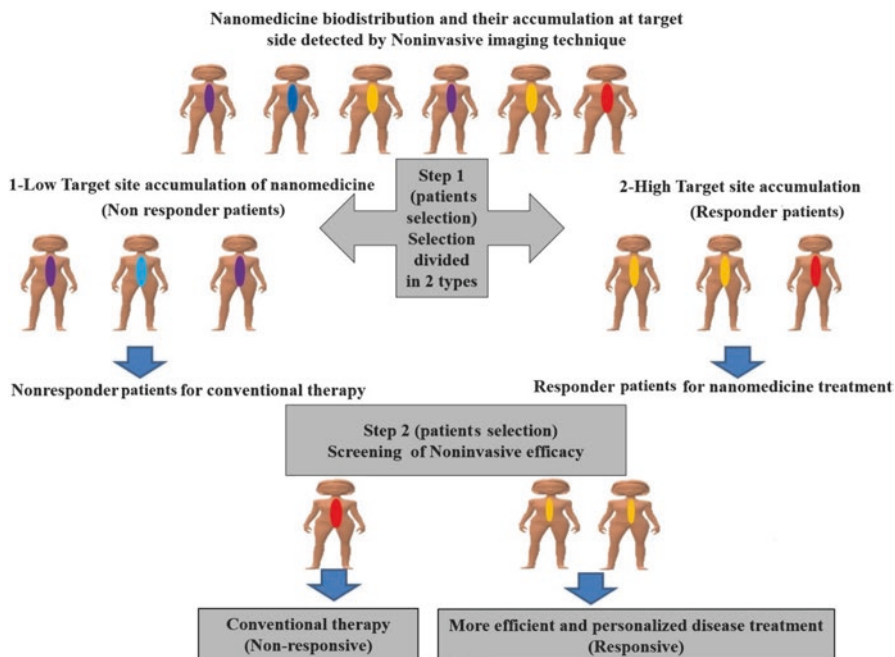 Nanomedicine biodistribution and their accumulation at target
side detected by Noninvasive imaging technique
1-Low Target site accumulation of nanomedicine
(Non responder patients)
Step 1
(patients
selection)
Selection
divided
in 2 types
2-High Target site accumulation
(Responder patients)
Nonresponder patients for conventional therapy
Responder patients for nanomedicine treatment
Step 2 (patients selection)
Screening of Noninvasive efficacy
Conventional therapy
(Non-responsive)
More efficient and personalized disease treatment
(Responsive)